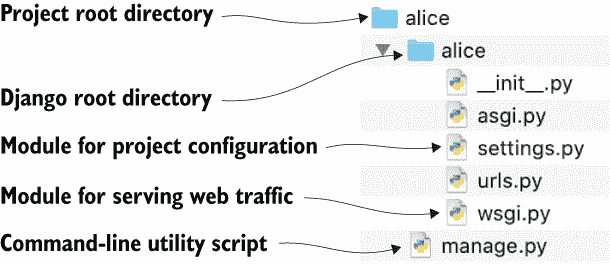 Project root directory
alice
alice
Django root directory
__init__.py
asgi.py
Module for project configuration
settings.py
urls.py
Module for serving web traffic
wsgi.py
Command-line utility script
manage.py